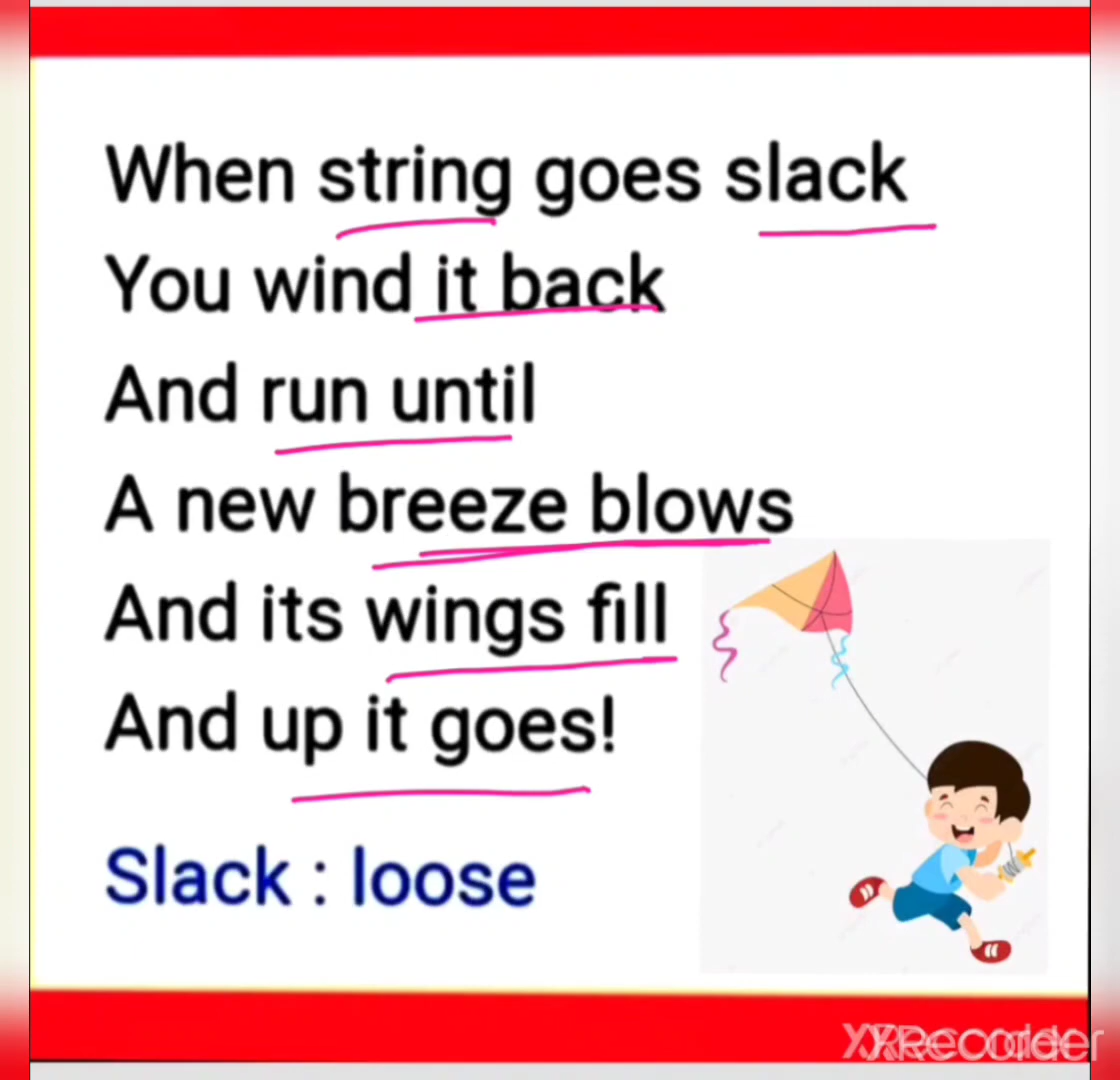 When string goes slack
You wind it back
And run until
A new breeze blows
And its wings fill
And up it goes!
Slack : loose
XRecorder